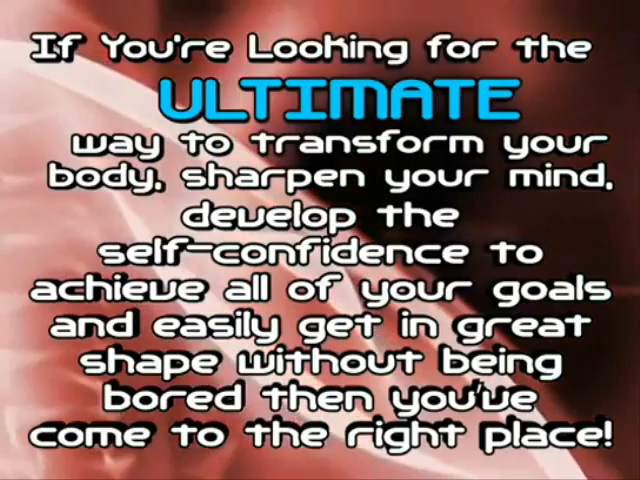 If You're Looking for the
ULTIMATE
way to transform your
body, sharpen your mind,
develop the
self-confidence to
achieve all of your goals
and easily get in great
shape without being
bored then you've
come to the right place!